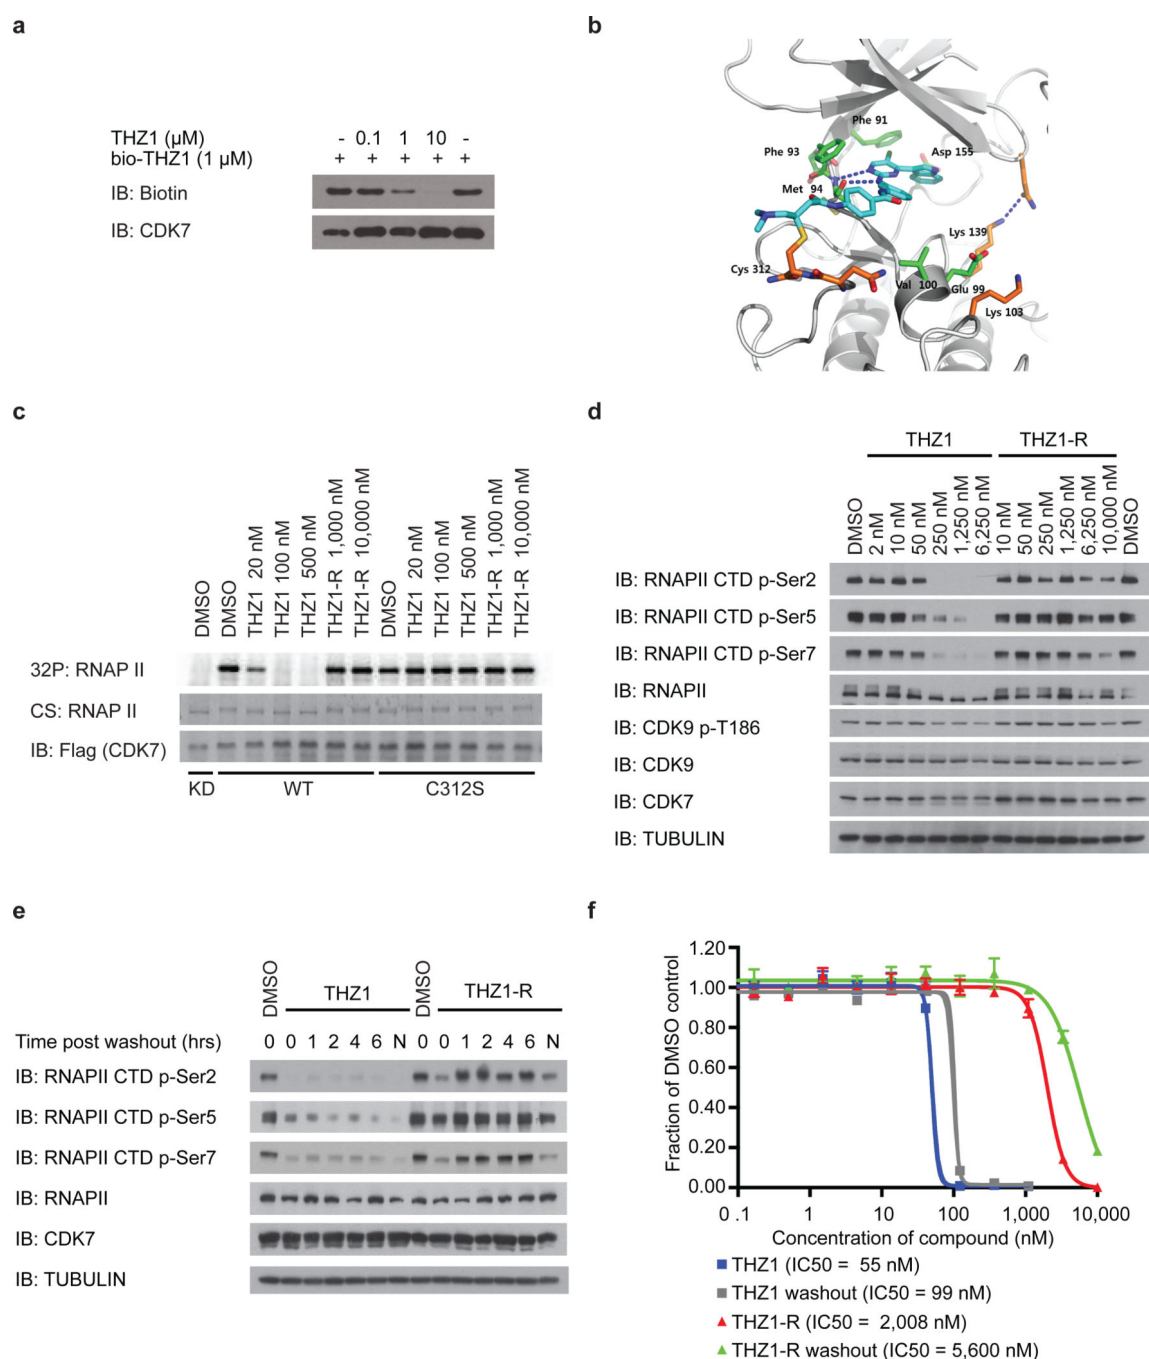 a
THZ1 (µM) - 0.1 1 10 -
bio-THZ1 (1 µM) + + + + +
IB: Biotin
IB: CDK7
b
Phe 91
Phe 93
Asp 155
Met 94
Lys 139
Cys 312
Val 100
Glu 99
Lys 103
c
DMSO
DMSO
THZ1 20 nM
THZ1 100 nM
THZ1 500 nM
THZ1-R 1,000 nM
THZ1-R 10,000 nM
DMSO
THZ1 20 nM
THZ1 100 nM
THZ1 500 nM
THZ1-R 1,000 nM
THZ1-R 10,000 nM
32P: RNAP II
CS: RNAP II
IB: Flag (CDK7)
KD WT C312S
d
THZ1 THZ1-R
DMSO
2 nM
10 nM
50 nM
250 nM
1,250 nM
6,250 nM
10 nM
50 nM
250 nM
1,250 nM
6,250 nM
10,000 nM
DMSO
IB: RNAPII CTD p-Ser2
IB: RNAPII CTD p-Ser5
IB: RNAPII CTD p-Ser7
IB: RNAPII
IB: CDK9 p-T186
IB: CDK9
IB: CDK7
IB: TUBULIN
e
DMSO THZ1 DMSO THZ1-R
Time post washout (hrs) 0 0 1 2 4 6 N 0 0 1 2 4 6 N
IB: RNAPII CTD p-Ser2
IB: RNAPII CTD p-Ser5
IB: RNAPII CTD p-Ser7
IB: RNAPII
IB: CDK7
IB: TUBULIN
f
Fraction of DMSO control
1.20
1.00
0.80
0.60
0.40
0.20
0.00
0 .1 1 10 100 1,000 10,000
Concentration of compound (nM)
THZ1 (IC50 = 55 nM)
THZ1 washout (IC50 = 99 nM)
THZ1-R (IC50 = 2,008 nM)
THZ1-R washout (IC50 = 5,600 nM)